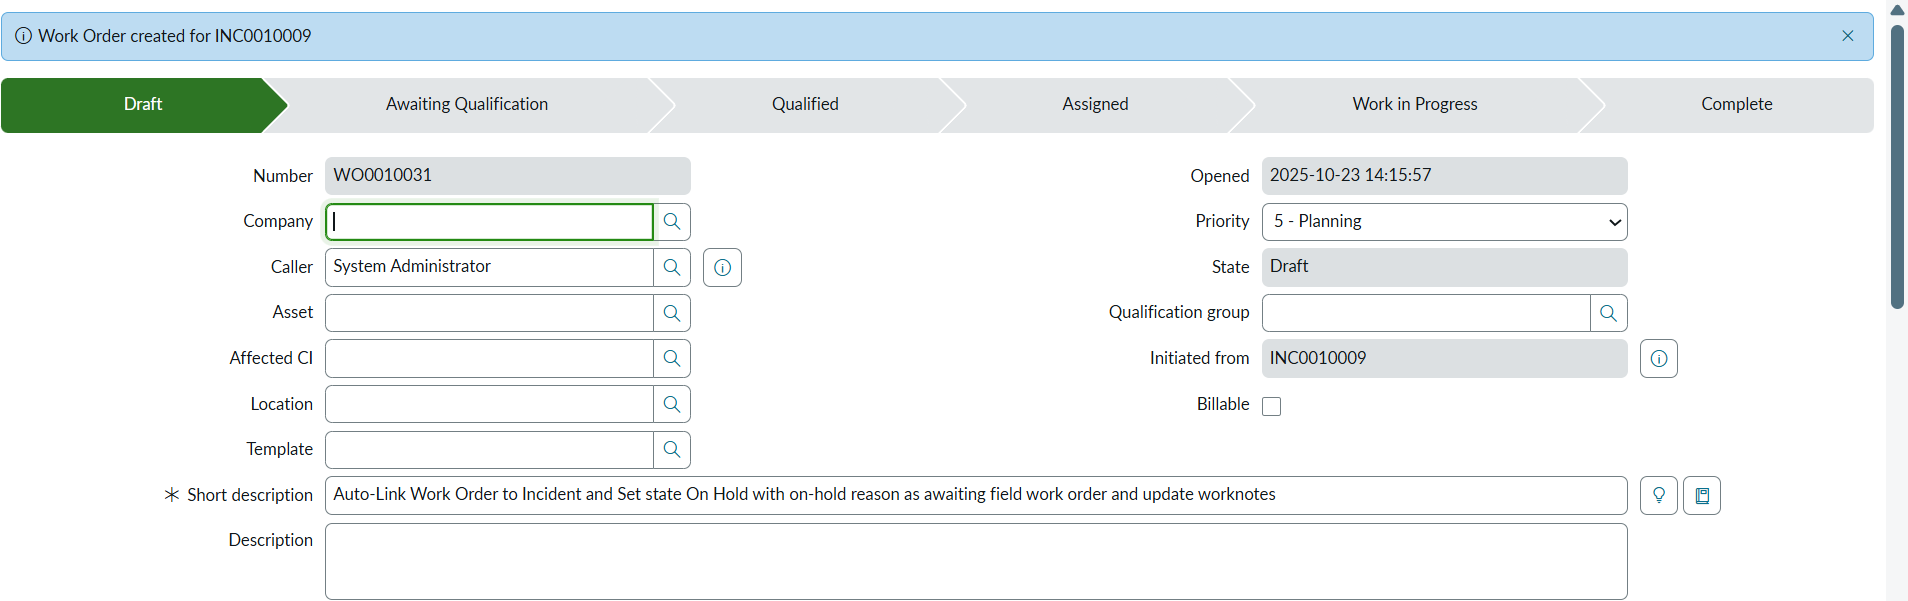 Work Order created for INC0010009
Draft
Awaiting Qualification
Qualified
Assigned
Work in Progress
Complete
Number WO0010031
Opened 2025-10-23 14:15:57
Company
Priority 5 - Planning
Caller System Administrator
State Draft
Asset
Qualification group
Affected CI
Initiated from INC0010009
Location
Billable
Template
Short description Auto-Link Work Order to Incident and Set state On Hold with on-hold reason as awaiting field work order and update worknotes
Description